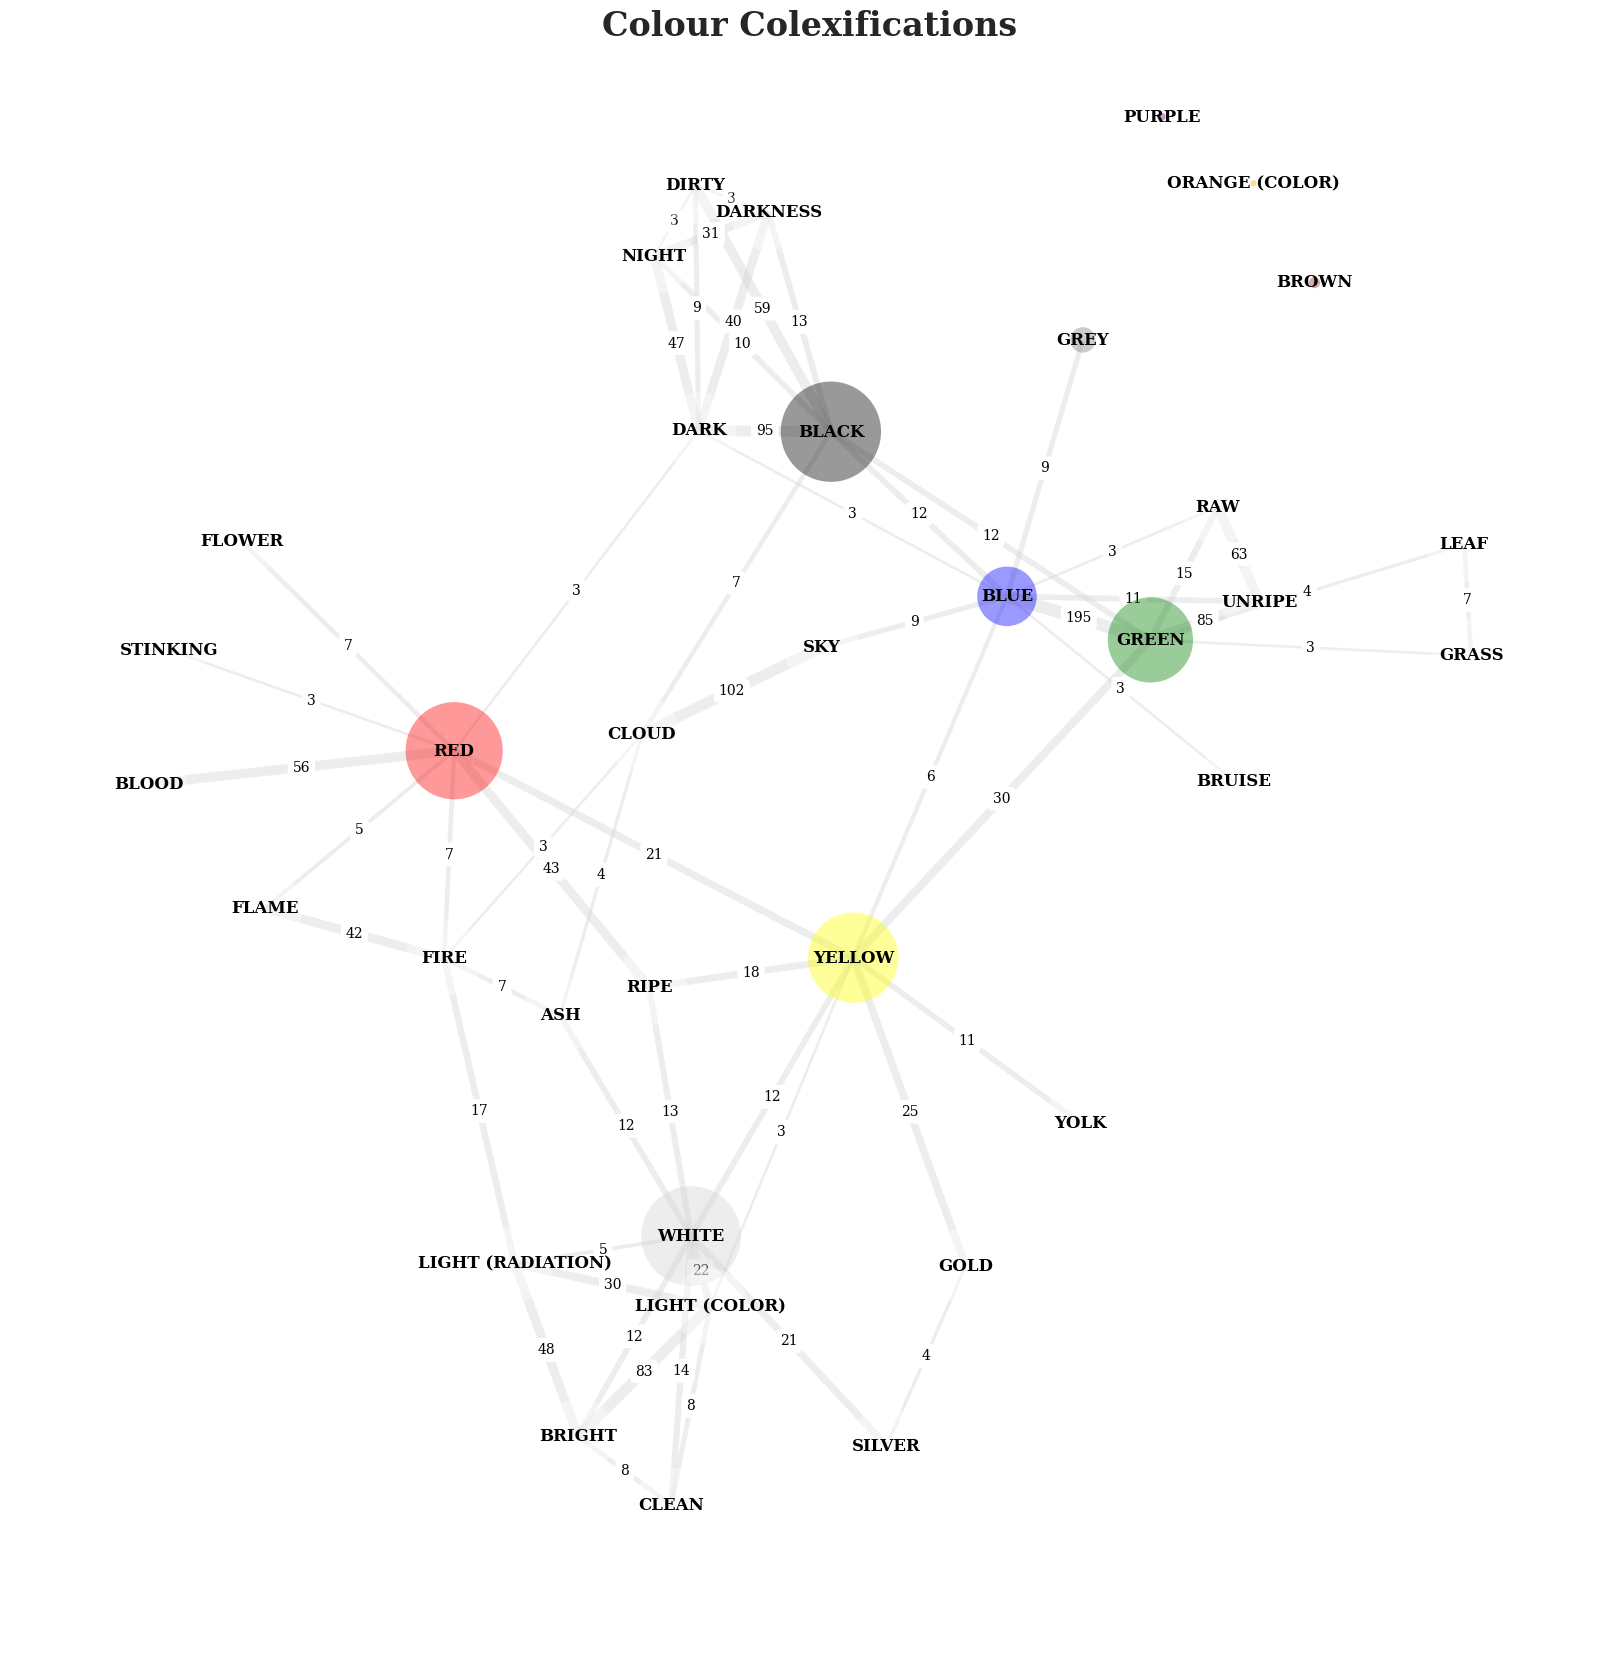 Colour Colexifications
PURPLE
ORANGE (COLOR)
DIRTY
3
DARKNESS
3
31
NIGHT
BROWN
9
59
40
13
47
10
GREY
DARK
95
BLACK
9
RAW
3
12
12
FLOWER
3
63
LEAF
15
7
3
BLUE
11
UNRIPE
4
7
195
85
9
GREEN
7
SKY
3
GRASS
STINKING
3
102
3
CLOUD
RED
56
BLOOD
6
BRUISE
30
5
7
3
43
21
4
FLAME
42
FIRE
YELLOW
18
7
RIPE
ASH
11
12
17
13
25
12
3
YOLK
WHITE
5
LIGHT (RADIATION)
22
GOLD
30
LIGHT (COLOR)
12
21
48
4
83
14
8
BRIGHT
SILVER
8
CLEAN